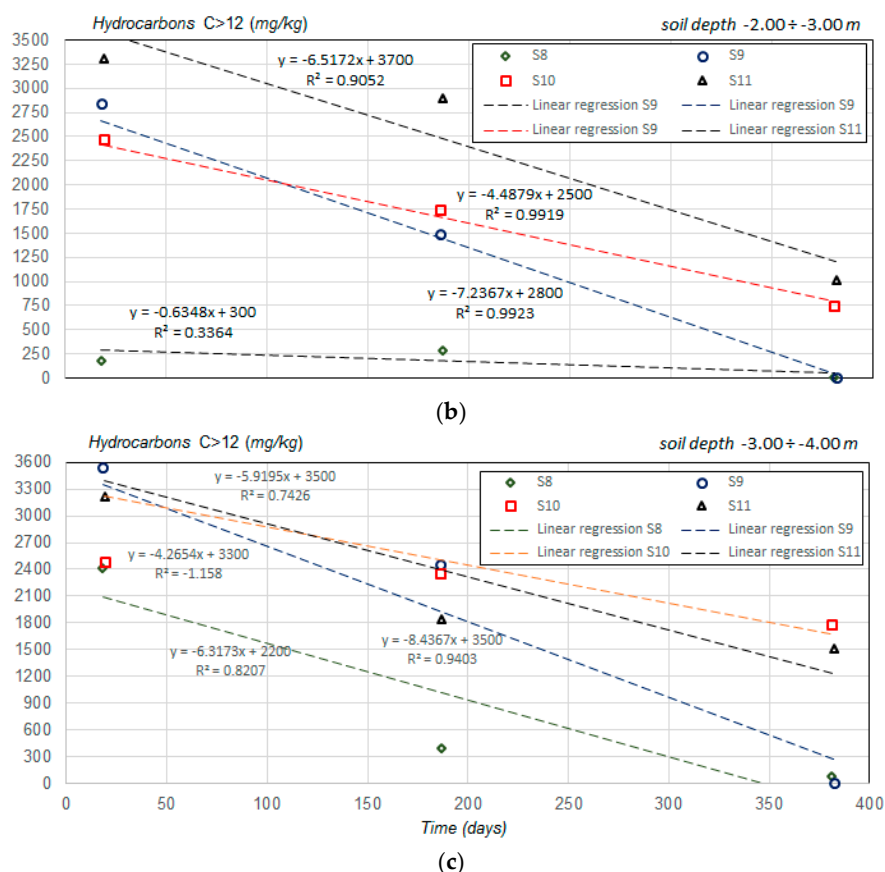 Hydrocarbons C>12 (mg/kg)
soil depth -2.00 ÷ -3.00 m
3500
3250
3000
2750
2500
2250
2000
1750
1500
1250
1000
750
500
250
0
y = -6.5172x + 3700
R² = 0.9052
S8
S9
S10
S11
Linear regression S9
Linear regression S9
Linear regression S9
Linear regression S11
y = -4.4879x + 2500
R² = 0.9919
y = -0.6348x + 300
R² = 0.3364
y = -7.2367x + 2800
R² = 0.9923
(b)
Hydrocarbons C>12 (mg/kg)
soil depth -3.00 ÷ -4.00 m
3600
3300
3000
2700
2400
2100
1800
1500
1200
900
600
300
0
y = -5.9195x + 3500
R² = 0.7426
S8
S9
S10
S11
Linear regression S8
Linear regression S9
Linear regression S10
Linear regression S11
y = -4.2654x + 3300
R² = -1.158
y = -6.3173x + 2200
R² = 0.8207
y = -8.4367x + 3500
R² = 0.9403
0 50 100 150 200 250 300 350 400
Time (days)
(c)